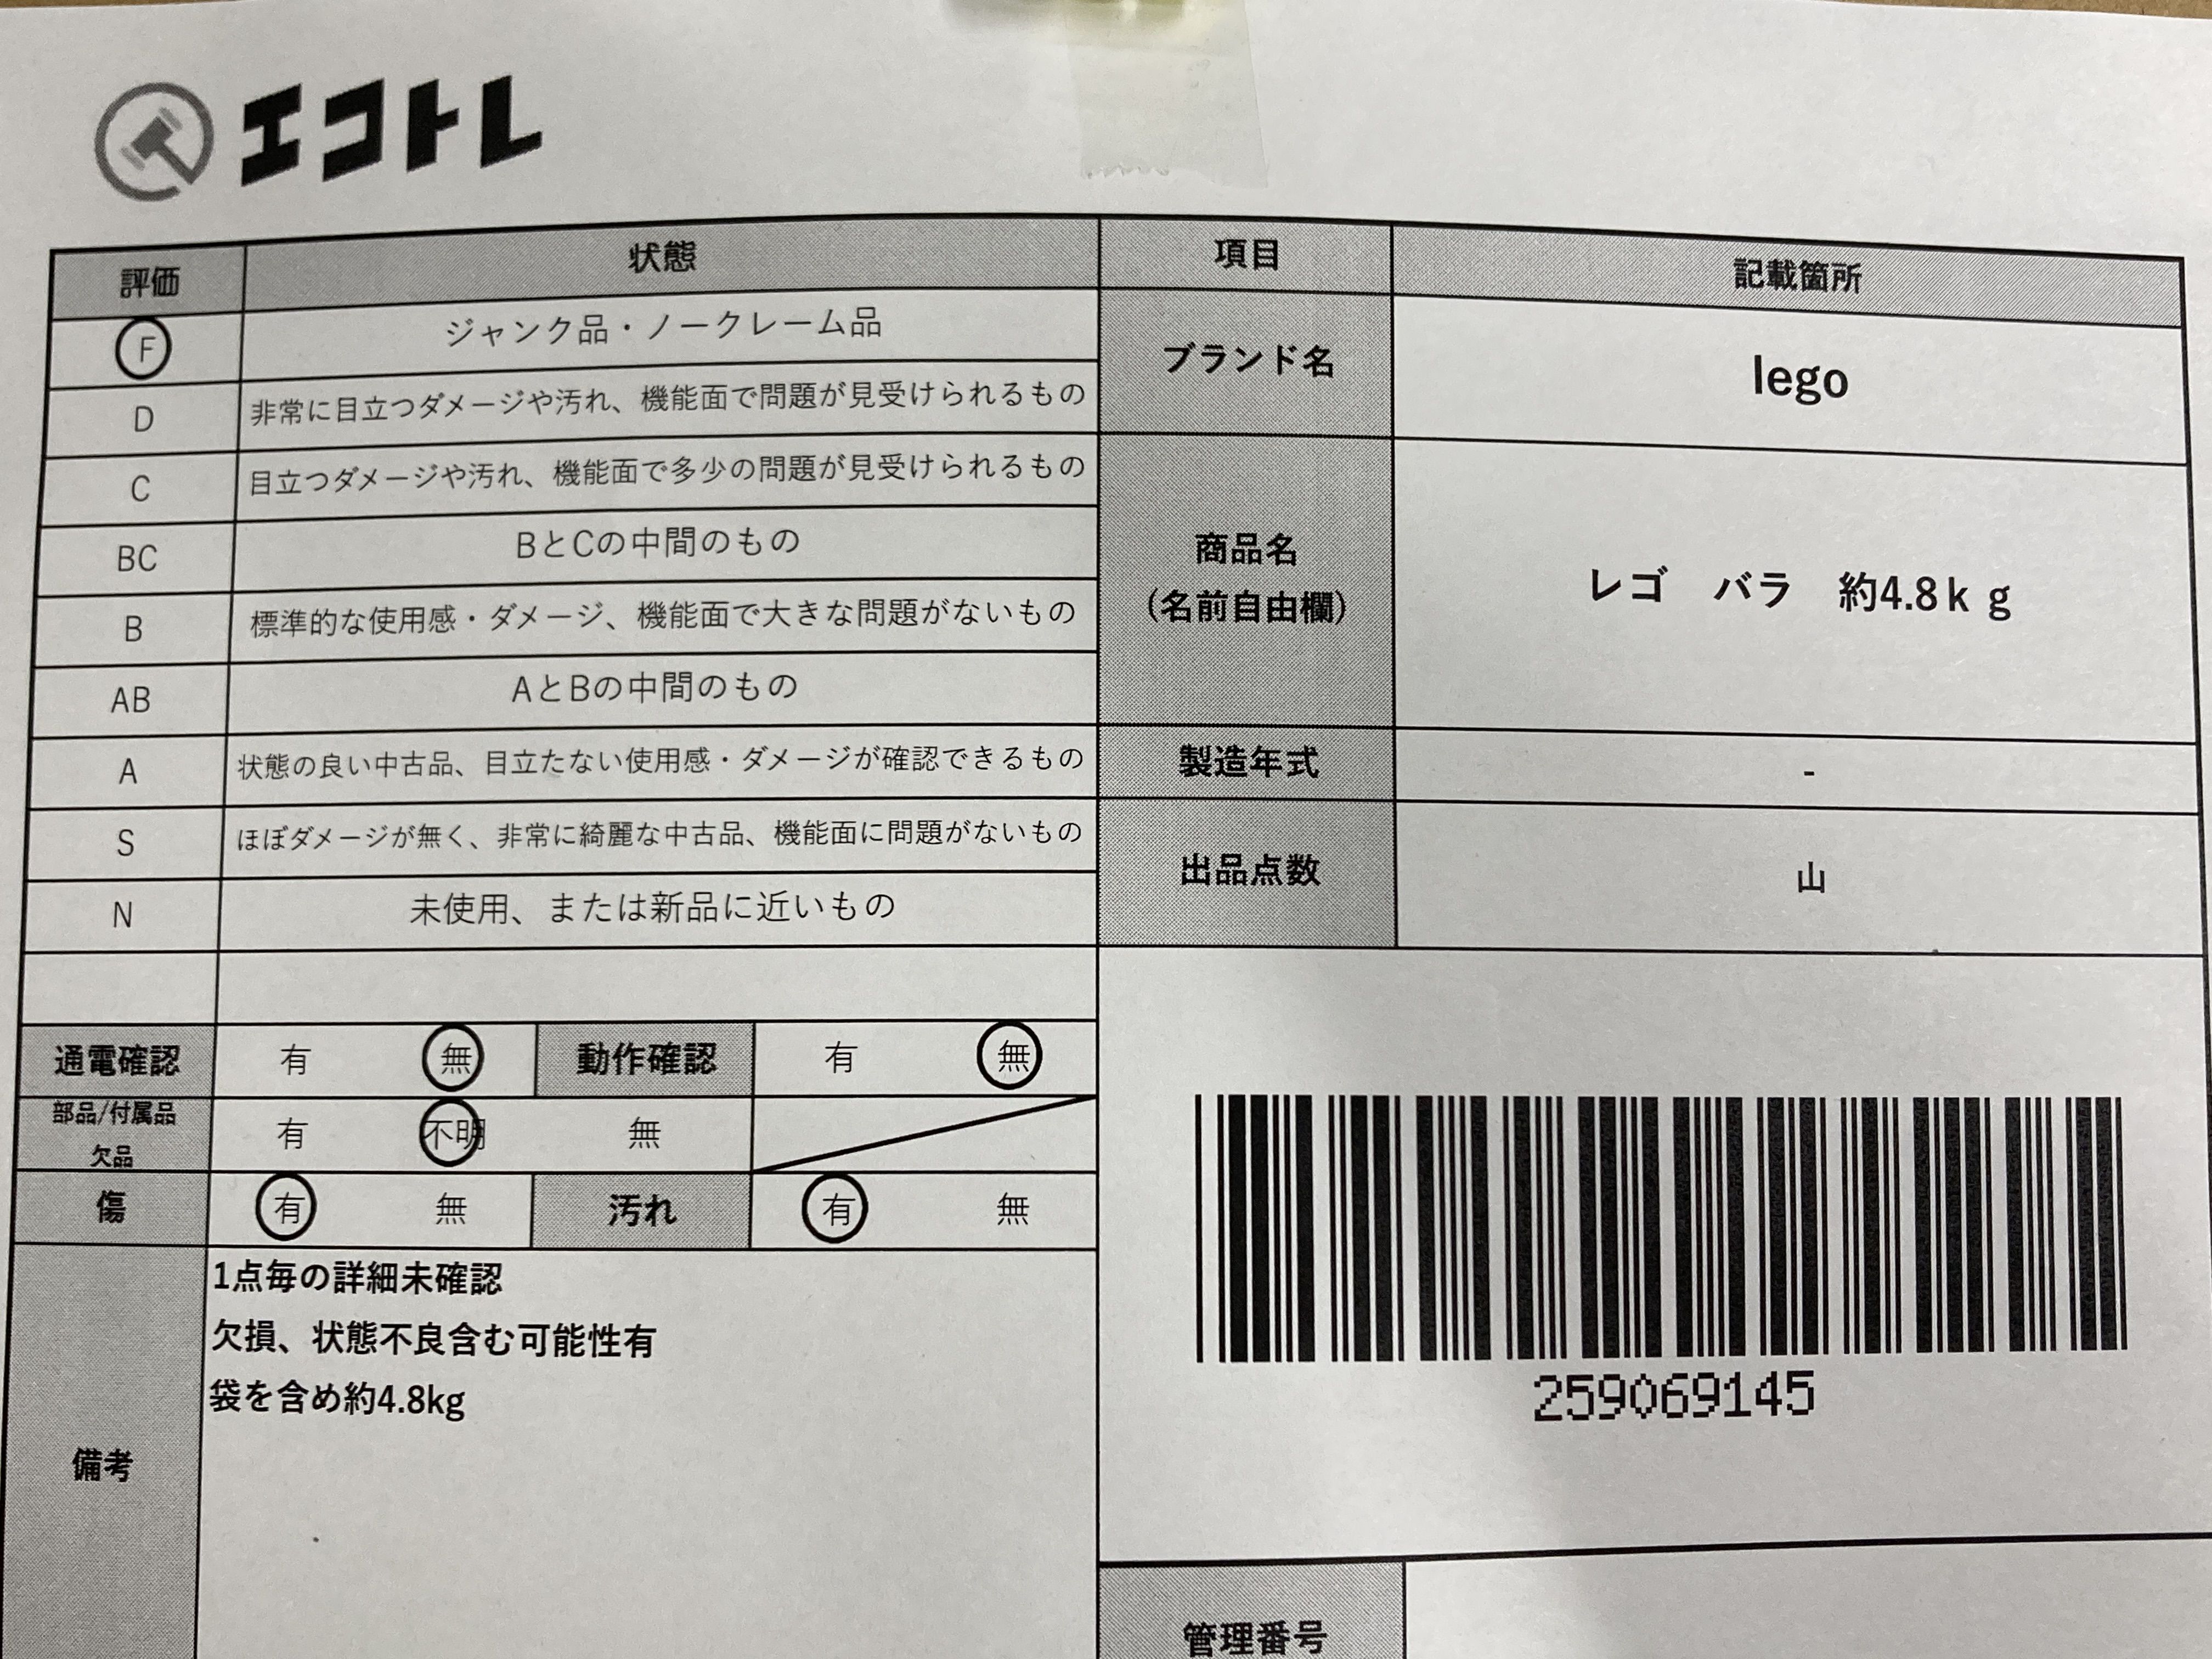 エコトレ
評価 状態 項目 記載箇所
F ジャンク品・ノークレーム品
D 非常に目立つダメージや汚れ、機能面で問題が見受けられるもの
C 目立つダメージや汚れ、機能面で多少の問題が見受けられるもの
BC BとCの中間のもの
B 標準的な使用感・ダメージ、機能面で大きな問題がないもの
AB AとBの中間のもの
A 状態の良い中古品、目立たない使用感・ダメージが確認できるもの
S ほぼダメージが無く、非常に綺麗な中古品、機能面に問題がないもの
N 未使用、または新品に近いもの
ブランド名 lego
商品名
(名前自由欄)
レゴ　バラ　約4.8ｋｇ
製造年式 -
出品点数 山
通電確認 有 無 動作確認 有 無
部品/付属品
欠品
有 不明 無
傷 有 無 汚れ 有 無
備考
1点毎の詳細未確認
欠損、状態不良含む可能性有
袋を含め約4.8kg
259069145
管理番号